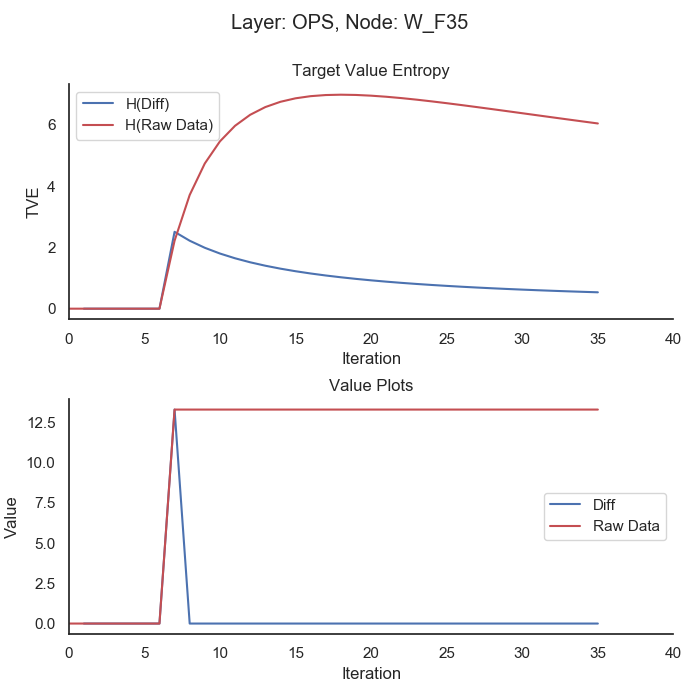 Layer: OPS, Node: W_F35
Target Value Entropy
H(Diff)
H(Raw Data)
TVE
6
4
2
0
0 5 10 15 20 25 30 35 40
Iteration
Value Plots
Diff
Raw Data
Value
12.5
10.0
7.5
5.0
2.5
0.0
0 5 10 15 20 25 30 35 40
Iteration